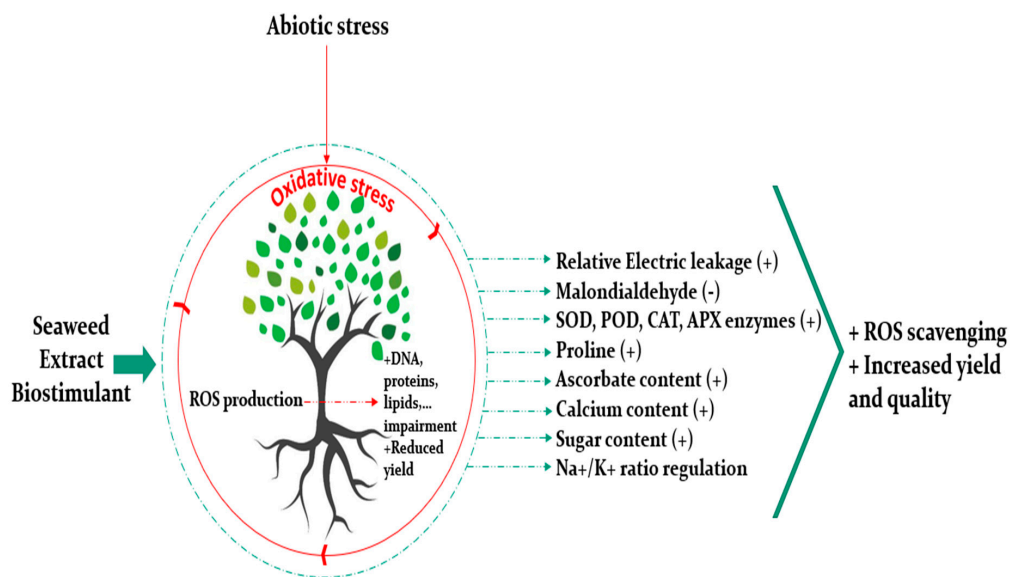 Abiotic stress
Oxidative stress
Seaweed
Extract
Biostimulant
ROS production
+DNA,
proteins,
lipids,...
impairment
+Reduced
yield
Relative Electric leakage (+)
Malondialdehyde (-)
SOD, POD, CAT, APX enzymes (+)
Proline (+)
Ascorbate content (+)
Calcium content (+)
Sugar content (+)
Na+/K+ ratio regulation
+ ROS scavenging
+ Increased yield
and quality